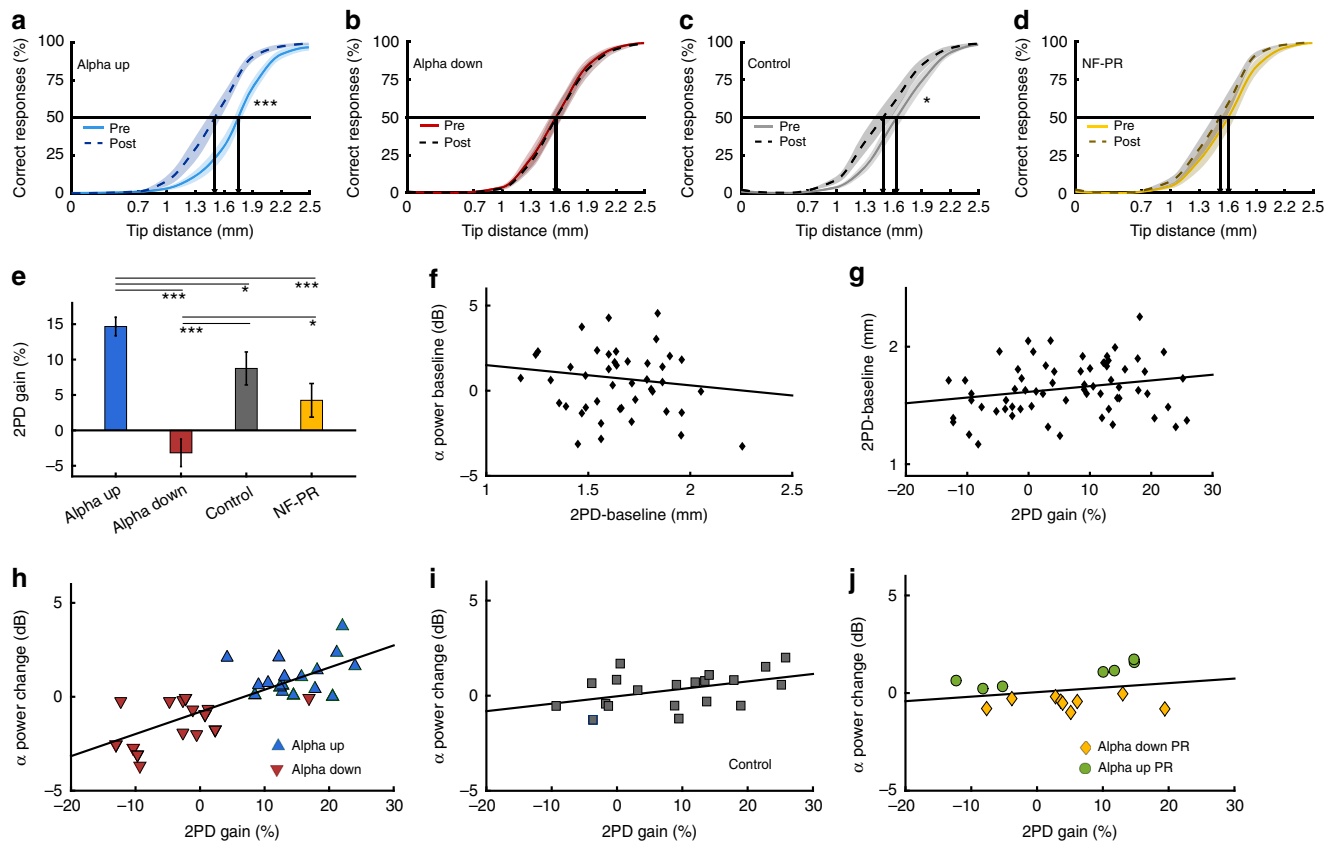 a
Correct responses (%)
100
75
50
25
0
Alpha up
***
Pre
Post
0 0.7 1 1.3 1.6 1.9 2.2 2.5
Tip distance (mm)
b
Correct responses (%)
100
75
50
25
0
Alpha down
Pre
Post
0 0.7 1 1.3 1.6 1.9 2.2 2.5
Tip distance (mm)
c
Correct responses (%)
100
75
50
25
0
Control
*
Pre
Post
0 0.7 1 1.3 1.6 1.9 2.2 2.5
Tip distance (mm)
d
Correct responses (%)
100
75
50
25
0
NF-PR
Pre
Post
0 0.7 1 1.3 1.6 1.9 2.2 2.5
Tip distance (mm)
e
2PD gain (%)
15
10
5
0
−5
*** * ***
*** *
Alpha up
Alpha down
Control
NF-PR
f
α power baseline (dB)
5
0
−5
1 1.5 2 2.5
2PD-baseline (mm)
g
2PD-baseline (mm)
2
1
−20 −10 0 10 20 30
2PD gain (%)
h
α power change (dB)
5
0
−5
Alpha up
Alpha down
−20 −10 0 10 20 30
2PD gain (%)
i
α power change (dB)
5
0
−5
Control
−20 −10 0 10 20 30
2PD gain (%)
j
α power change (dB)
5
0
−5
Alpha down PR
Alpha up PR
−20 −10 0 10 20 30
2PD gain (%)